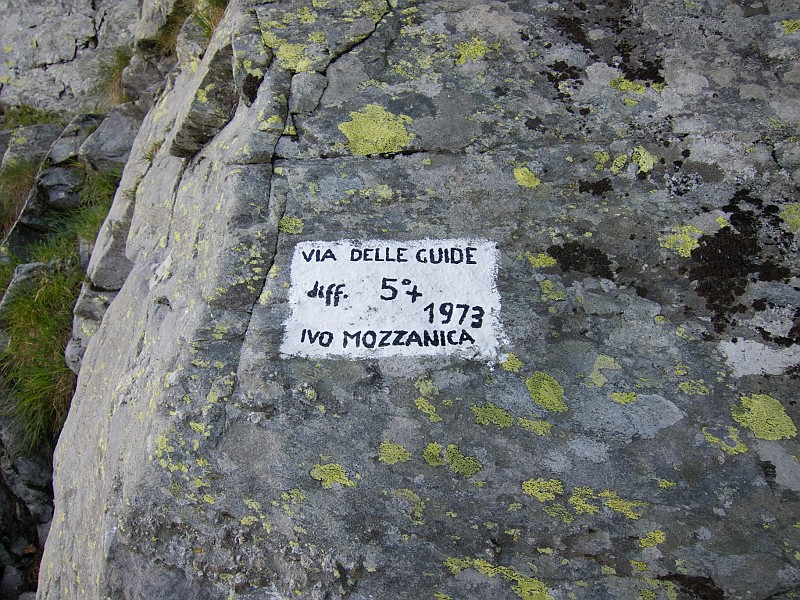 VIA DELLE GUIDE
diff. 5°+
1973
IVO MOZZANICA